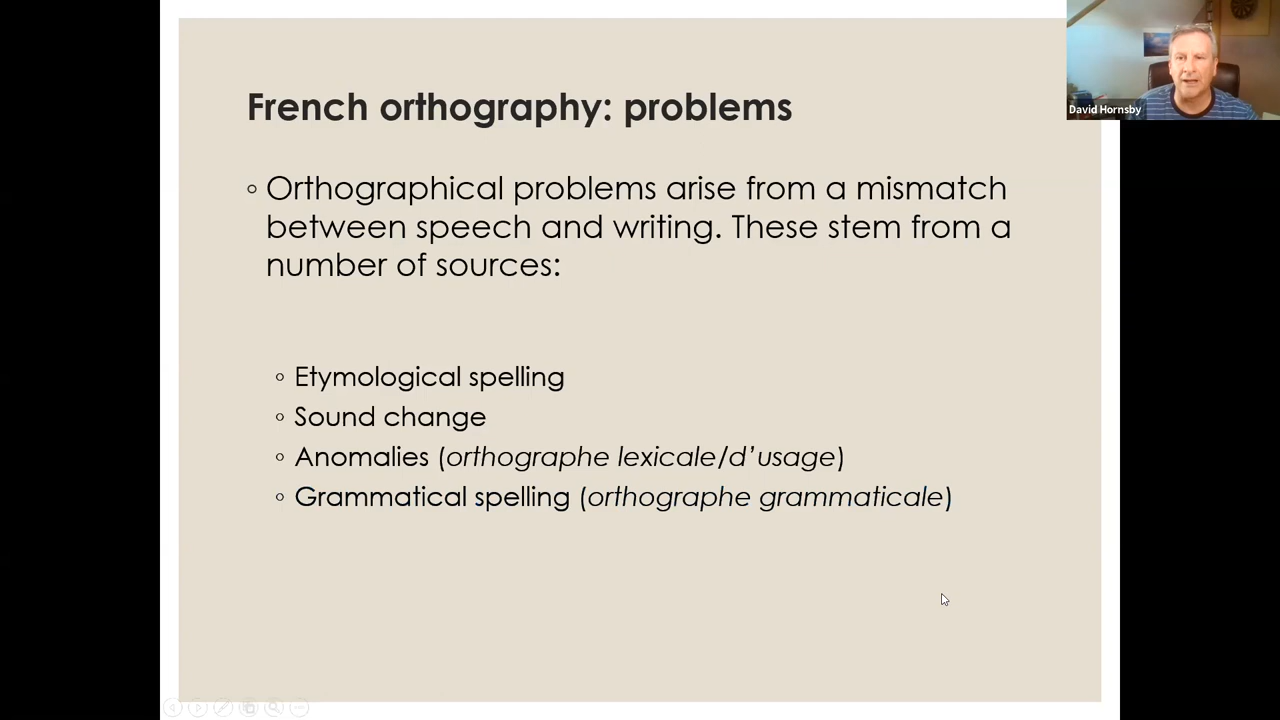 French orthography: problems
David Hornsby
◦ Orthographical problems arise from a mismatch
between speech and writing. These stem from a
number of sources:
◦ Etymological spelling
◦ Sound change
◦ Anomalies (orthographe lexicale/d’usage)
◦ Grammatical spelling (orthographe grammaticale)